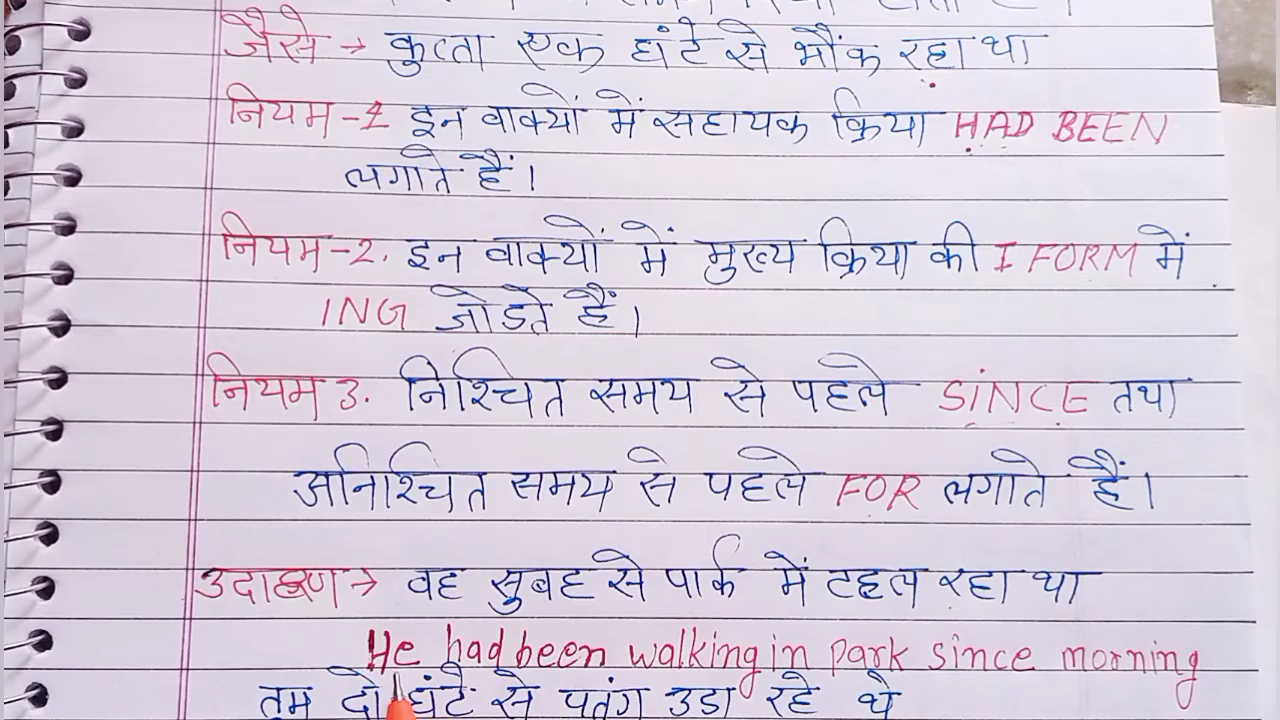 जैसे → कुत्ता एक घंटे से भौंक रहा था
नियम-1 इन वाक्यों में सहायक क्रिया HAD BEEN
लगाते हैं।
नियम-2. इन वाक्यों में मुख्य क्रिया की I FORM में
ING जोडते हैं।
नियम 3. निश्चित समय से पहले SINCE तथा
अनिश्चित समय से पहले FOR लगाते हैं।
उदाहरण → वह सुबह से पार्क में टहल रहा था
He had been walking in park since morning
तुम दो घंटे से पतंग उडा रहे थे